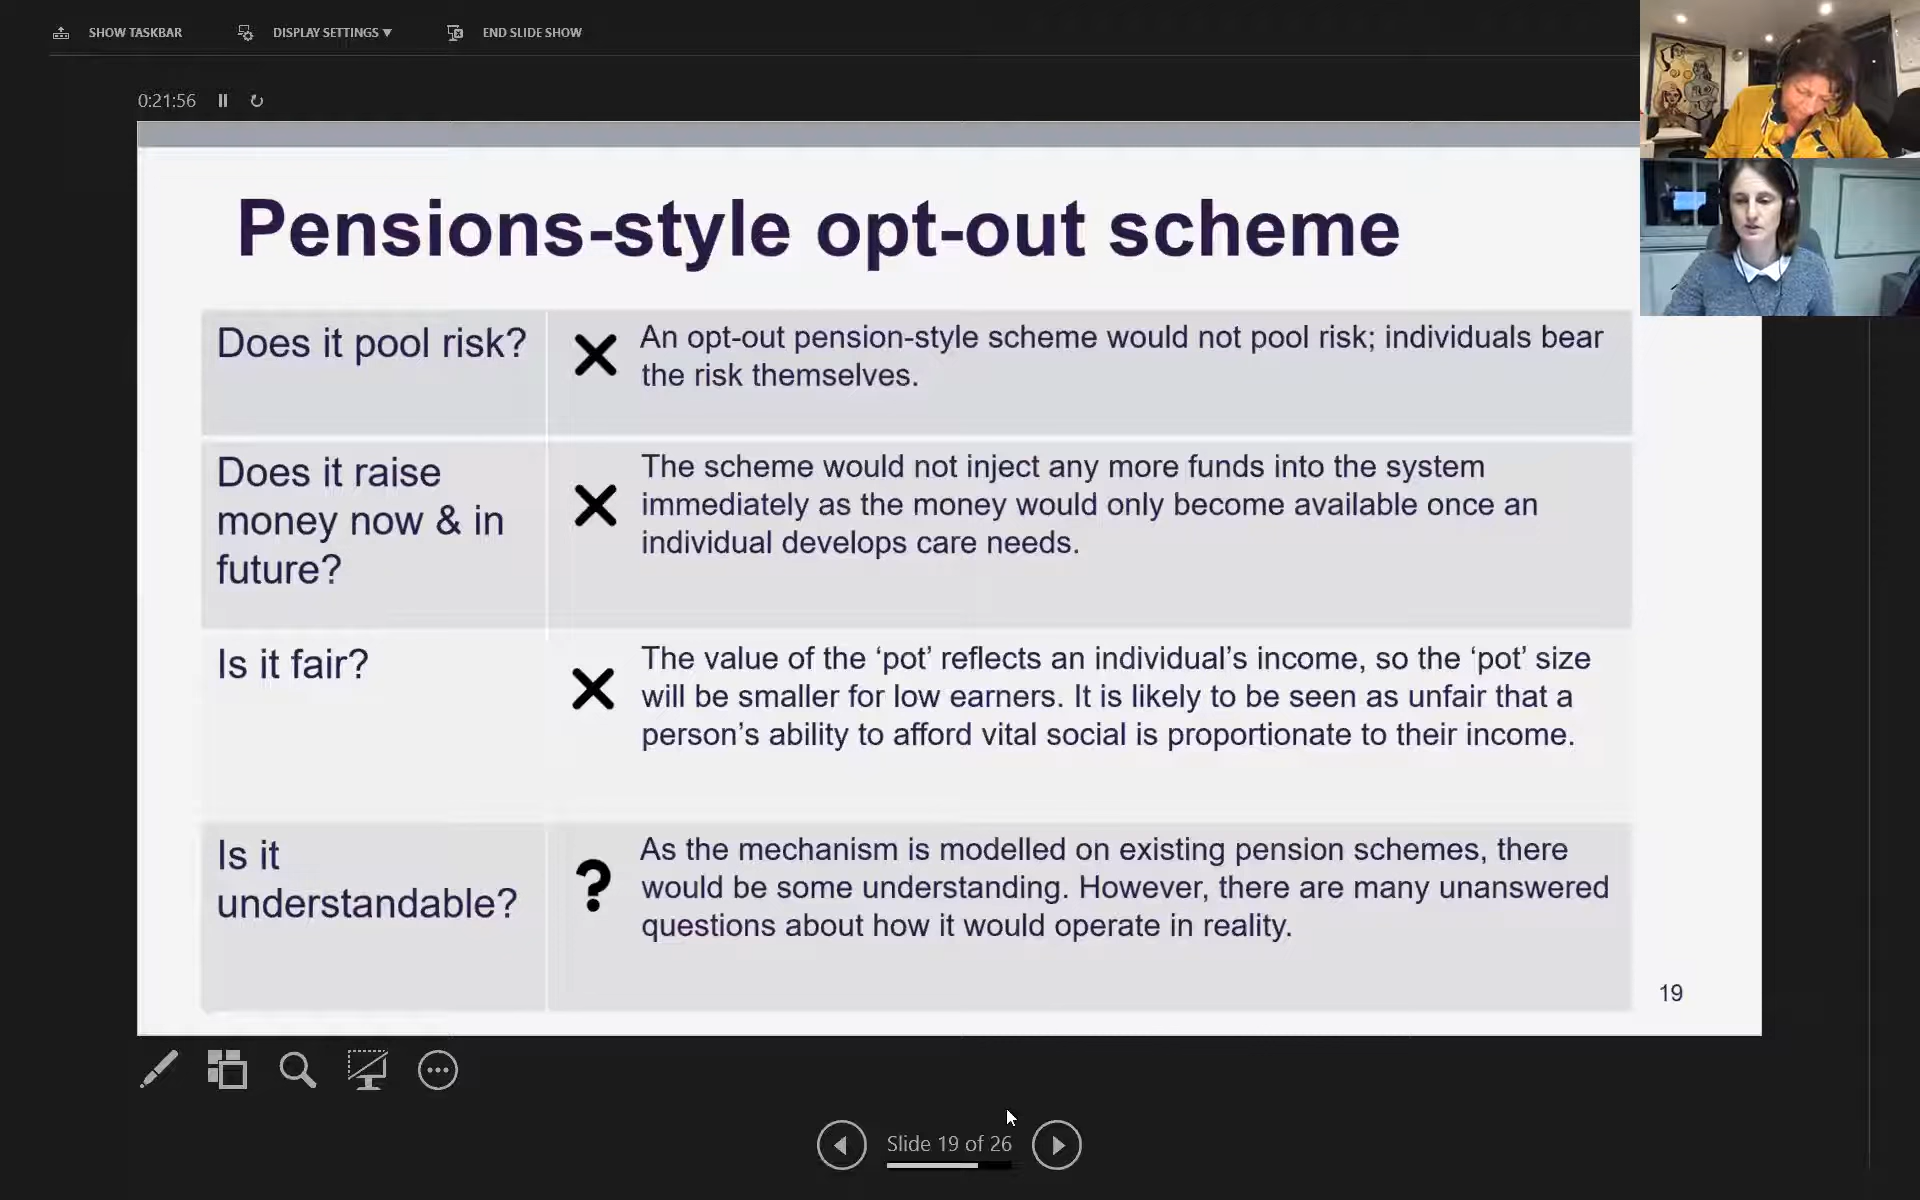 SHOW TASKBAR
DISPLAY SETTINGS ▼
END SLIDE SHOW
0:21:56
Pensions-style opt-out scheme
Does it pool risk?
An opt-out pension-style scheme would not pool risk; individuals bear
the risk themselves.
Does it raise
money now & in
future?
The scheme would not inject any more funds into the system
immediately as the money would only become available once an
individual develops care needs.
Is it fair?
The value of the ‘pot’ reflects an individual’s income, so the ‘pot’ size
will be smaller for low earners. It is likely to be seen as unfair that a
person’s ability to afford vital social is proportionate to their income.
Is it
understandable?
?
As the mechanism is modelled on existing pension schemes, there
would be some understanding. However, there are many unanswered
questions about how it would operate in reality.
19
Slide 19 of 26